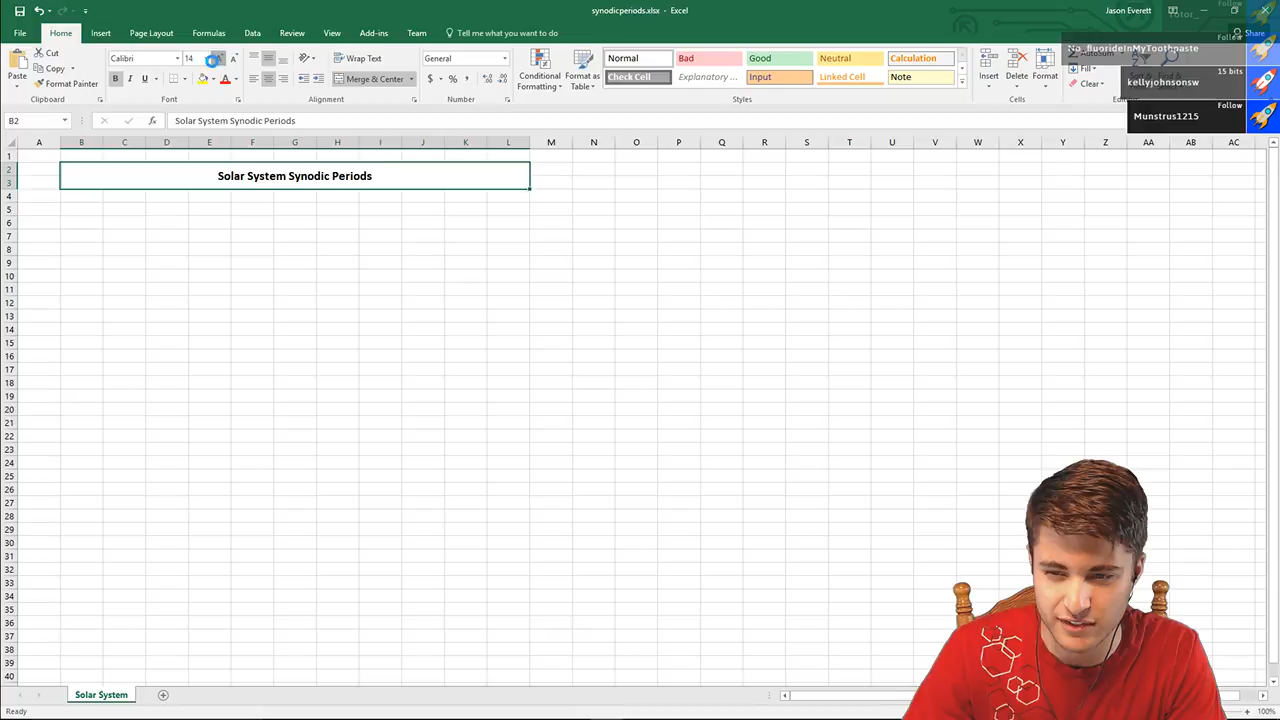 synodicperiods.xlsx - Excel
Jason Everett
Follow
File Home Insert Page Layout Formulas Data Review View Add-ins Team Tell me what you want to do
Share
Follow
No_fluorideInMyToothpaste
Cut
Copy
Format Painter
Paste
Clipboard
Calibri 14
B I U
Font
Wrap Text
Merge & Center
Alignment
General
$ % ,
Number
Conditional Formatting
Format as Table
Normal Bad Good Neutral Calculation
Check Cell Explanatory ... Input Linked Cell Note
Styles
Insert Delete Format
Cells
Fill
Clear
15 bits
kellyjohnsonsw
Follow
Munstrus1215
B2
fx
Solar System Synodic Periods
A B C D E F G H I J K L M N O P Q R S T U V W X Y Z AA AB AC
1
2
3
Solar System Synodic Periods
4
5
6
7
8
9
10
11
12
13
14
15
16
17
18
19
20
21
22
23
24
25
26
27
28
29
30
31
32
33
34
35
36
37
38
39
40
Solar System
Ready
100%